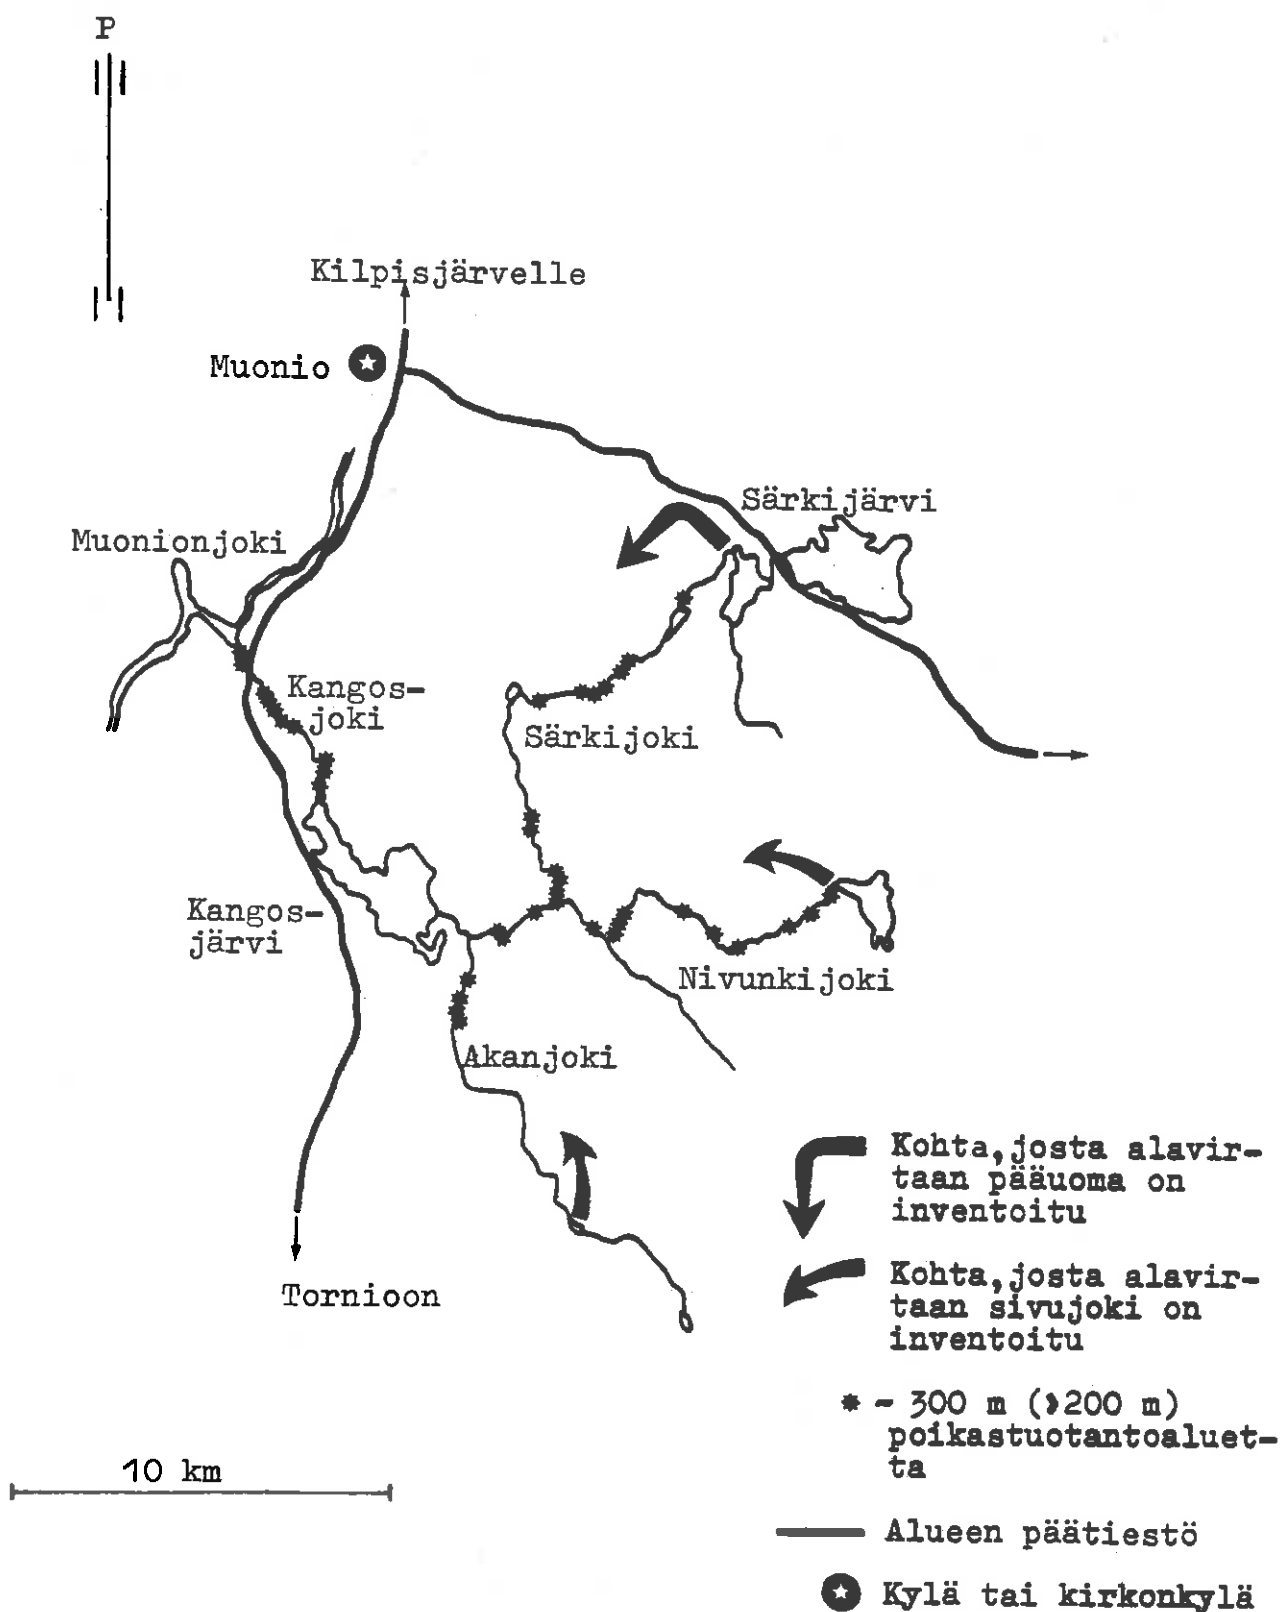 P
Kilpisjärvelle
Muonio
Särkijärvi
Muonionjoki
Kangos-
joki
Särkijoki
Kangos-
järvi
Nivunkijoki
Akanjoki
Tornioon
Kohta,josta alavir-
taan pääuoma on
inventoitu
Kohta,josta alavir-
taan sivujoki on
inventoitu
* ~ 300 m (>200 m)
poikastuotantoaluet-
ta
10 km
Alueen päätiestö
Kylä tai kirkonkylä